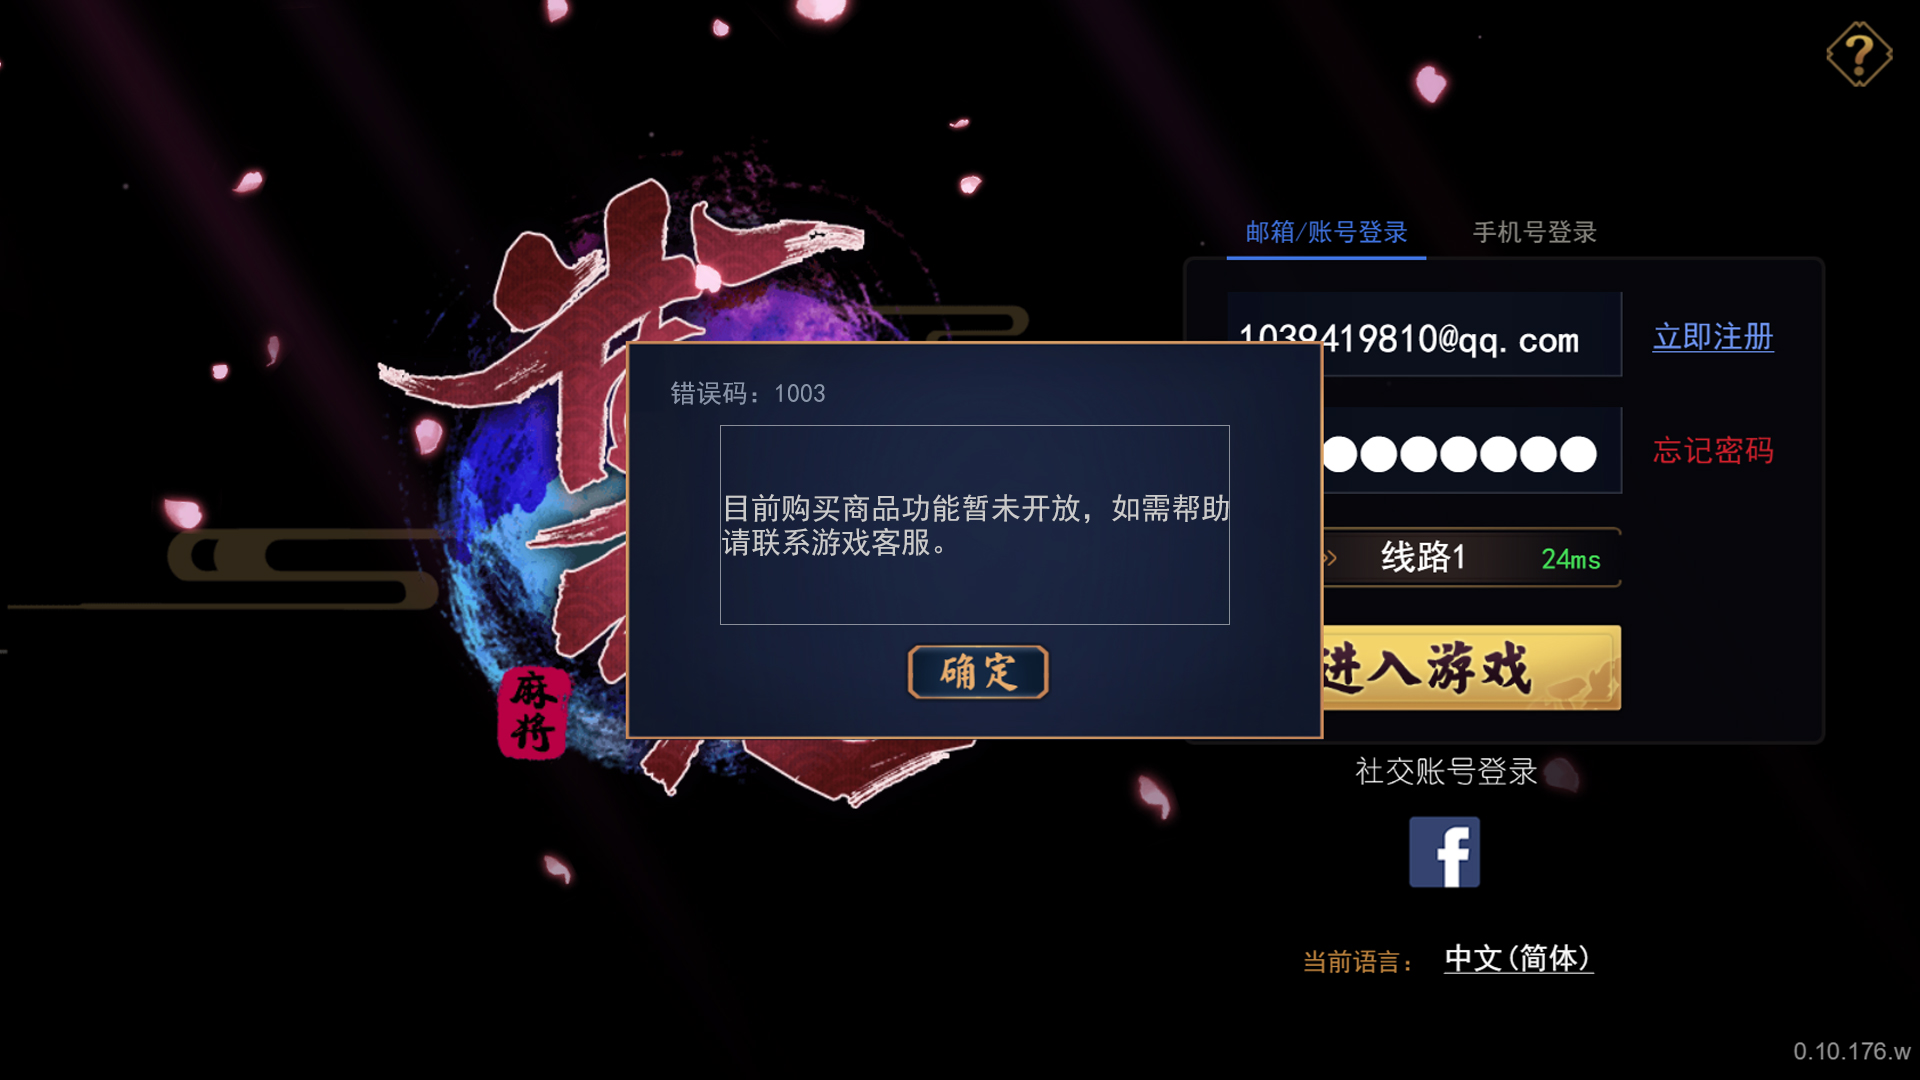 邮箱/账号登录
手机号登录
1039419810@qq.com
立即注册
错误码：1003
忘记密码
目前购买商品功能暂未开放，如需帮助
请联系游戏客服。
线路1
24ms
确定
进入游戏
麻
将
社交账号登录
f
当前语言：
中文(简体)
0.10.176.w